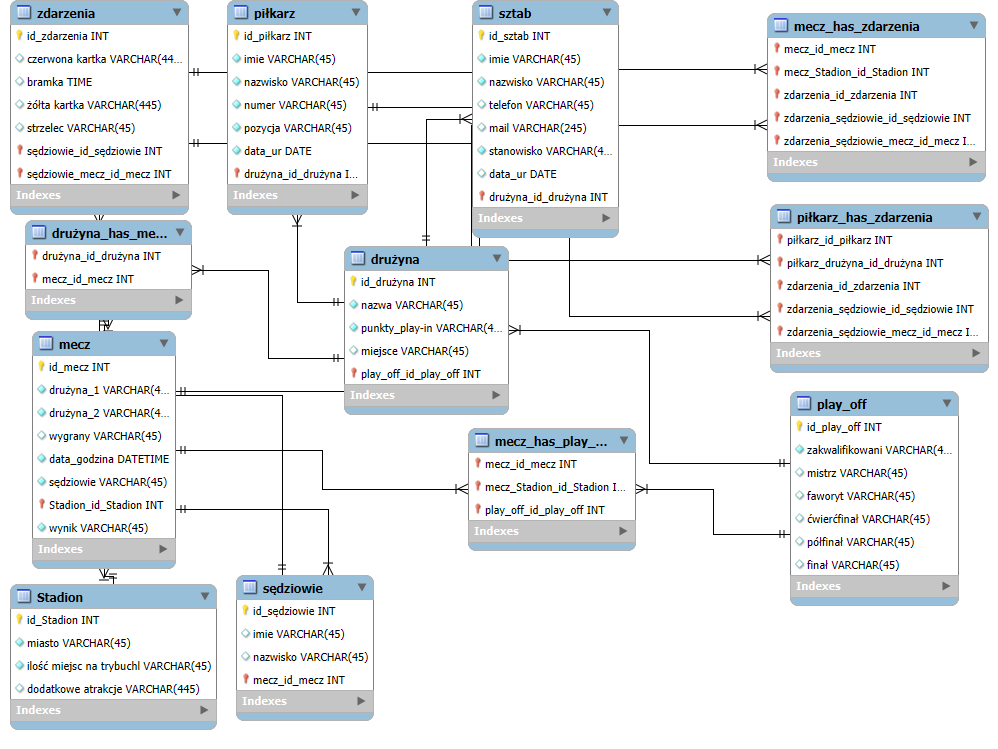 zdarzenia
id_zdarzenia INT
czerwona kartka VARCHAR(44...
bramka TIME
żółta kartka VARCHAR(445)
strzelec VARCHAR(45)
sędziowie_id_sędziowie INT
sędziowie_mecz_id_mecz INT
Indexes
piłkarz
id_piłkarz INT
imie VARCHAR(45)
nazwisko VARCHAR(45)
numer VARCHAR(45)
pozycja VARCHAR(45)
data_ur DATE
drużyna_id_drużyna I...
Indexes
sztab
id_sztab INT
imie VARCHAR(45)
nazwisko VARCHAR(45)
telefon VARCHAR(45)
mail VARCHAR(245)
stanowisko VARCHAR(4...
data_ur DATE
drużyna_id_drużyna INT
Indexes
mecz_has_zdarzenia
mecz_id_mecz INT
mecz_Stadion_id_Stadion INT
zdarzenia_id_zdarzenia INT
zdarzenia_sędziowie_id_sędziowie INT
zdarzenia_sędziowie_mecz_id_mecz I...
Indexes
drużyna_has_me...
drużyna_id_drużyna INT
mecz_id_mecz INT
Indexes
drużyna
id_drużyna INT
nazwa VARCHAR(45)
punkty_play-in VARCHAR(4...
miejsce VARCHAR(45)
play_off_id_play_off INT
Indexes
piłkarz_has_zdarzenia
piłkarz_id_piłkarz INT
piłkarz_drużyna_id_drużyna INT
zdarzenia_id_zdarzenia INT
zdarzenia_sędziowie_id_sędziowie INT
zdarzenia_sędziowie_mecz_id_mecz I...
Indexes
mecz
id_mecz INT
drużyna_1 VARCHAR(4...
drużyna_2 VARCHAR(4...
wygrany VARCHAR(45)
data_godzina DATETIME
sędziowie VARCHAR(45)
Stadion_id_Stadion INT
wynik VARCHAR(45)
Indexes
mecz_has_play_...
mecz_id_mecz INT
mecz_Stadion_id_Stadion I...
play_off_id_play_off INT
Indexes
play_off
id_play_off INT
zakwalifikowani VARCHAR(4...
mistrz VARCHAR(45)
faworyt VARCHAR(45)
ćwierćfinał VARCHAR(45)
półfinał VARCHAR(45)
finał VARCHAR(45)
Indexes
Stadion
id_Stadion INT
miasto VARCHAR(45)
ilość miejsc na trybuchl VARCHAR(45)
dodatkowe atrakcje VARCHAR(445)
Indexes
sędziowie
id_sędziowie INT
imie VARCHAR(45)
nazwisko VARCHAR(45)
mecz_id_mecz INT
Indexes